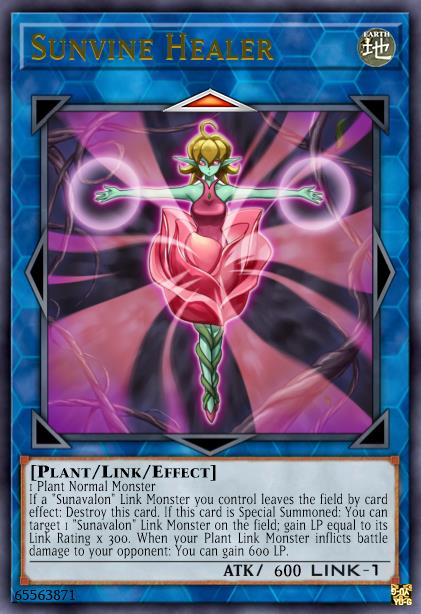 Sunvine Healer
EARTH
地
[Plant/Link/Effect]
1 Plant Normal Monster
If a "Sunavalon" Link Monster you control leaves the field by card
effect: Destroy this card. If this card is Special Summoned: You can
target 1 "Sunavalon" Link Monster on the field; gain LP equal to its
Link Rating x 300. When your Plant Link Monster inflicts battle
damage to your opponent: You can gain 600 LP.
ATK/ 600 LINK-1
65563871